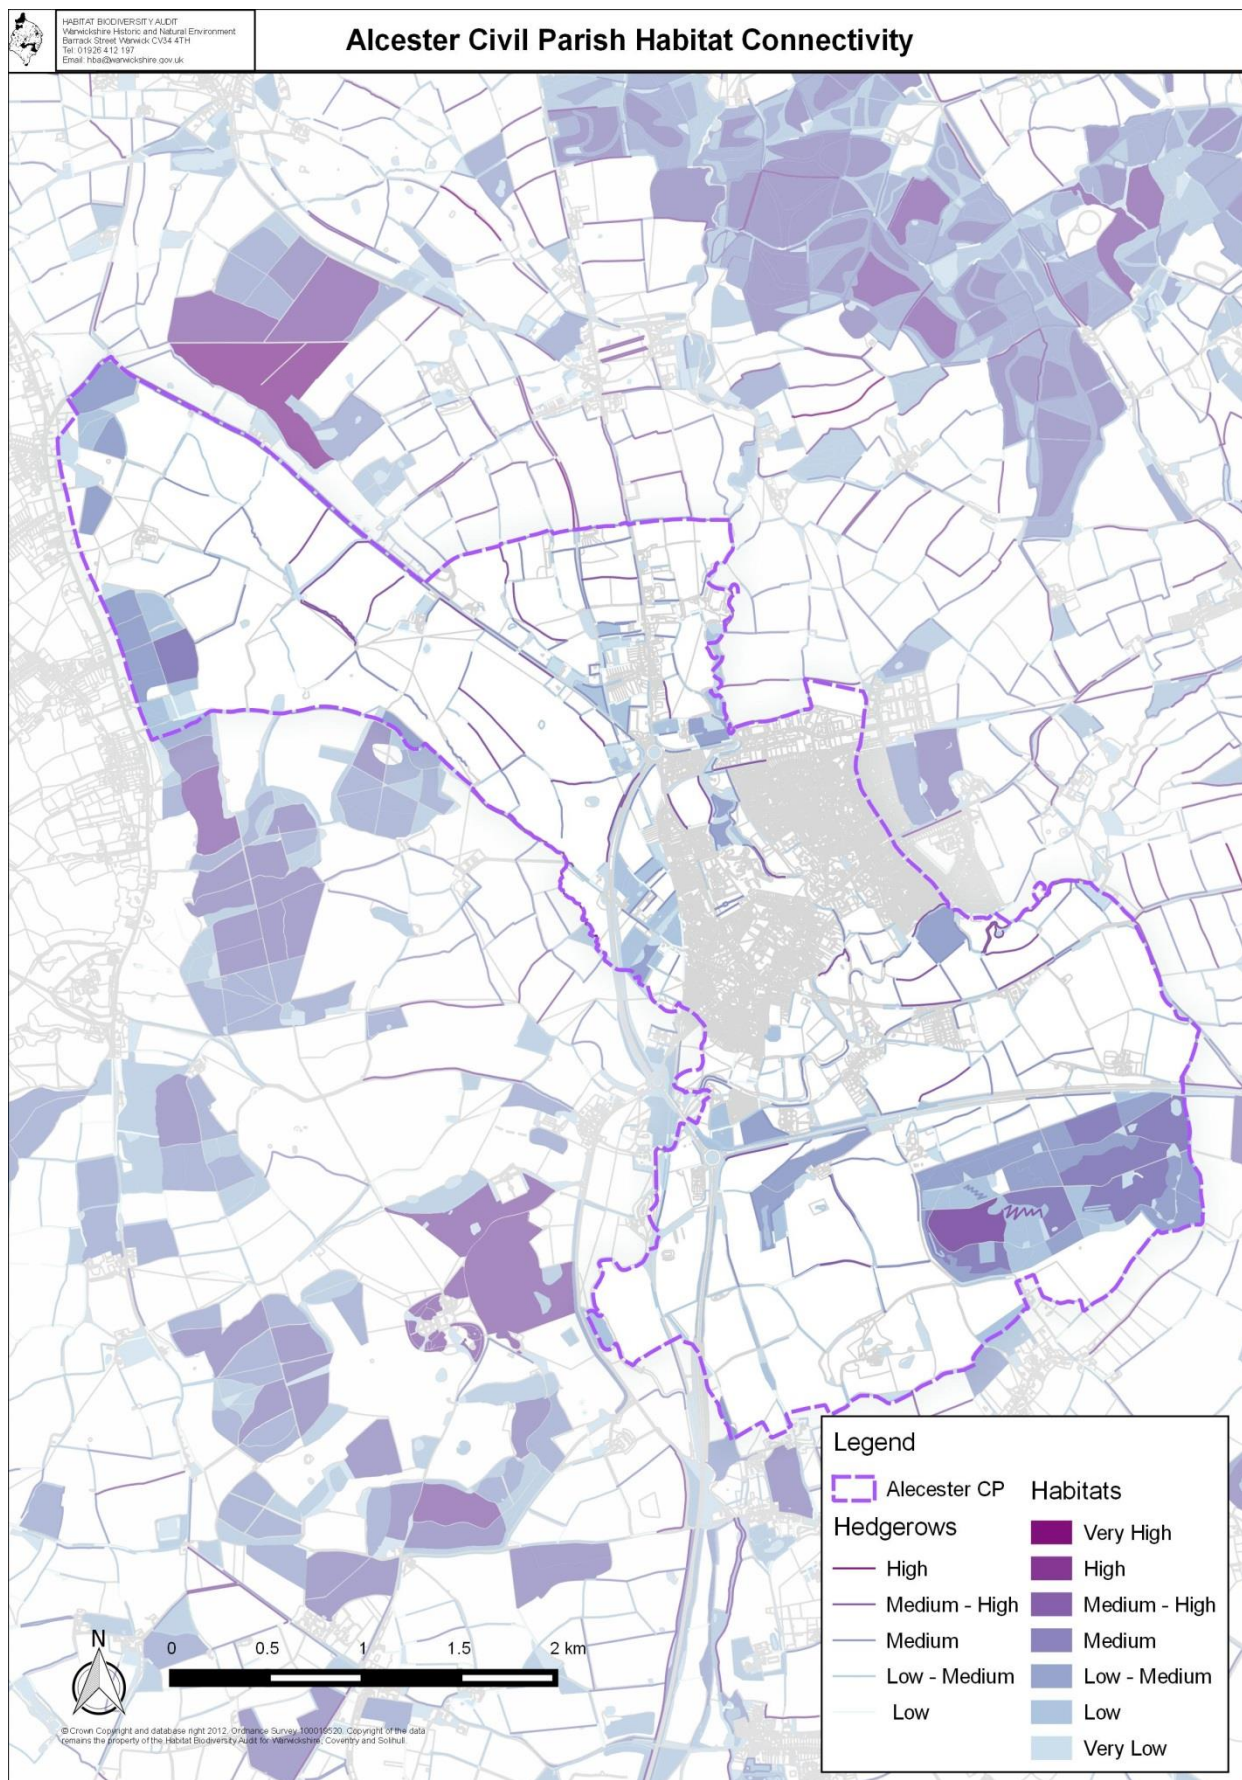 HABITAT BIODIVERSITY AUDIT
Warwickshire Historic and Natural Environment
Barrack Street Warwick CV34 4TH
Tel: 01926 412 197
Email: hba@warwickshire.gov.uk
Alcester Civil Parish Habitat Connectivity
Legend
Alecester CP
Hedgerows
High
Medium - High
Medium
Low - Medium
Low
Habitats
Very High
High
Medium - High
Medium
Low - Medium
Low
Very Low
N
0 0.5 1 1.5 2 km
© Crown Copyright and database right 2012. Ordnance Survey 100019520. Copyright of the data
remains the property of the Habitat Biodiversity Audit for Warwickshire, Coventry and Solihull.